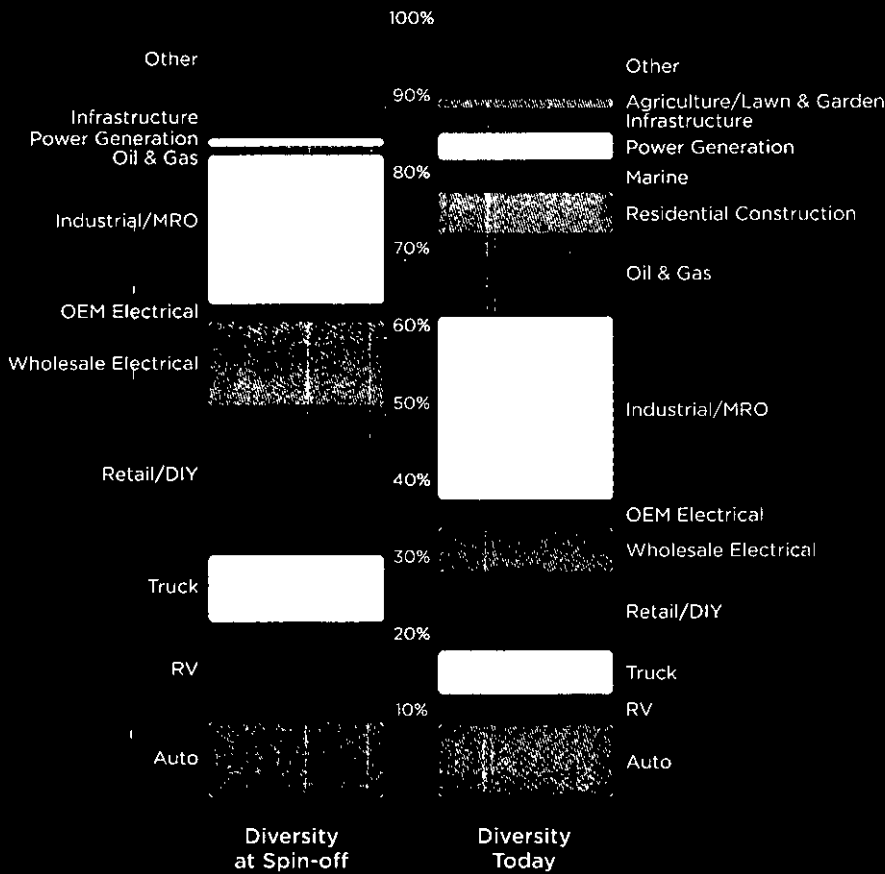 100%
90%
80%
70%
60%
50%
40%
30%
20%
10%
Other
Infrastructure
Power Generation
Oil & Gas
Industrial/MRO
OEM Electrical
Wholesale Electrical
Retail/DIY
Truck
RV
Auto
Diversity
at Spin-off
Other
Agriculture/Lawn & Garden
Infrastructure
Power Generation
Marine
Residential Construction
Oil & Gas
Industrial/MRO
OEM Electrical
Wholesale Electrical
Retail/DIY
Truck
RV
Auto
Diversity
Today